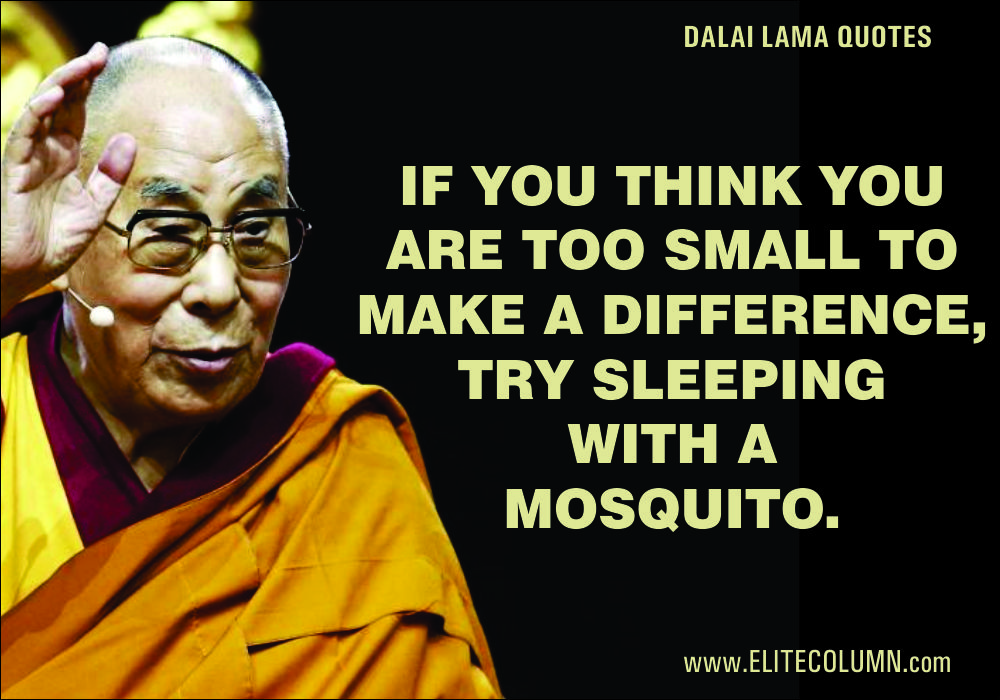 DALAI LAMA QUOTES
IF YOU THINK YOU
ARE TOO SMALL TO
MAKE A DIFFERENCE,
TRY SLEEPING
WITH A
MOSQUITO.
www.ELITECOLUMN.com